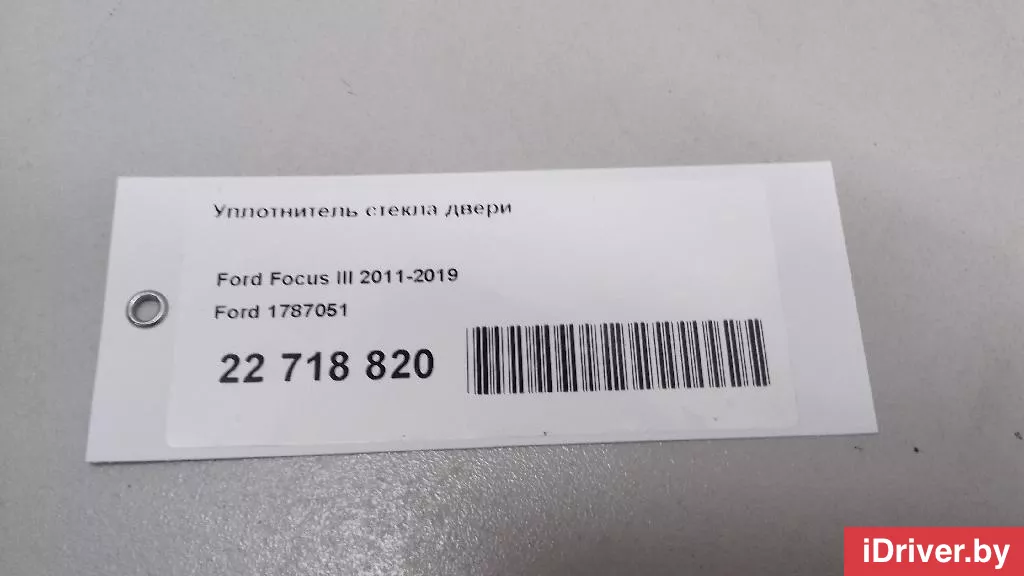 Уплотнитель стекла двери
Ford Focus III 2011-2019
Ford 1787051
22 718 820
iDriver.by